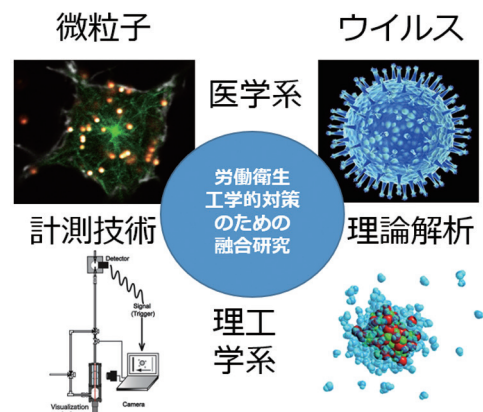 微粒子
ウイルス
医学系
労働衛生
工学的対策
のための
融合研究
計測技術
理論解析
Detector
Signal
(Trigger)
理工
学系
Visualization
Camera